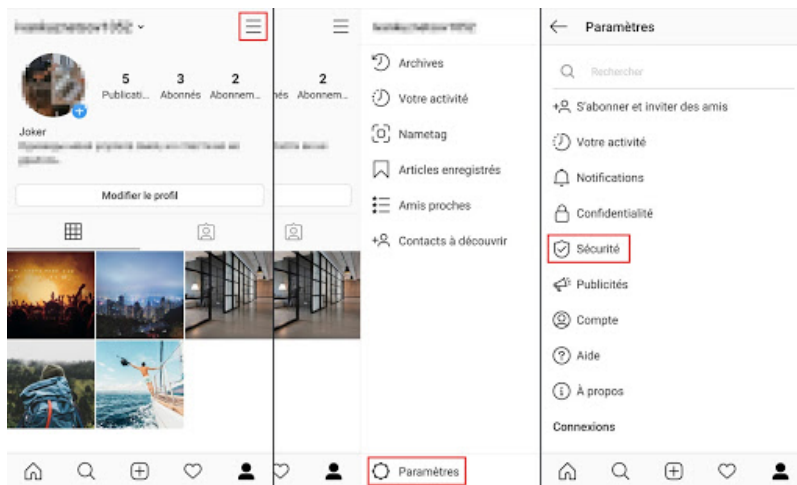 5 3 2
Publicati... Abonnés Abonnem...
Joker
Modifier le profil
2
nés Abonnem...
Archives
Votre activité
Nametag
Articles enregistrés
Amis proches
Contacts à découvrir
Paramètres
Paramètres
Rechercher
S'abonner et inviter des amis
Votre activité
Notifications
Confidentialité
Sécurité
Publicités
Compte
Aide
À propos
Connexions